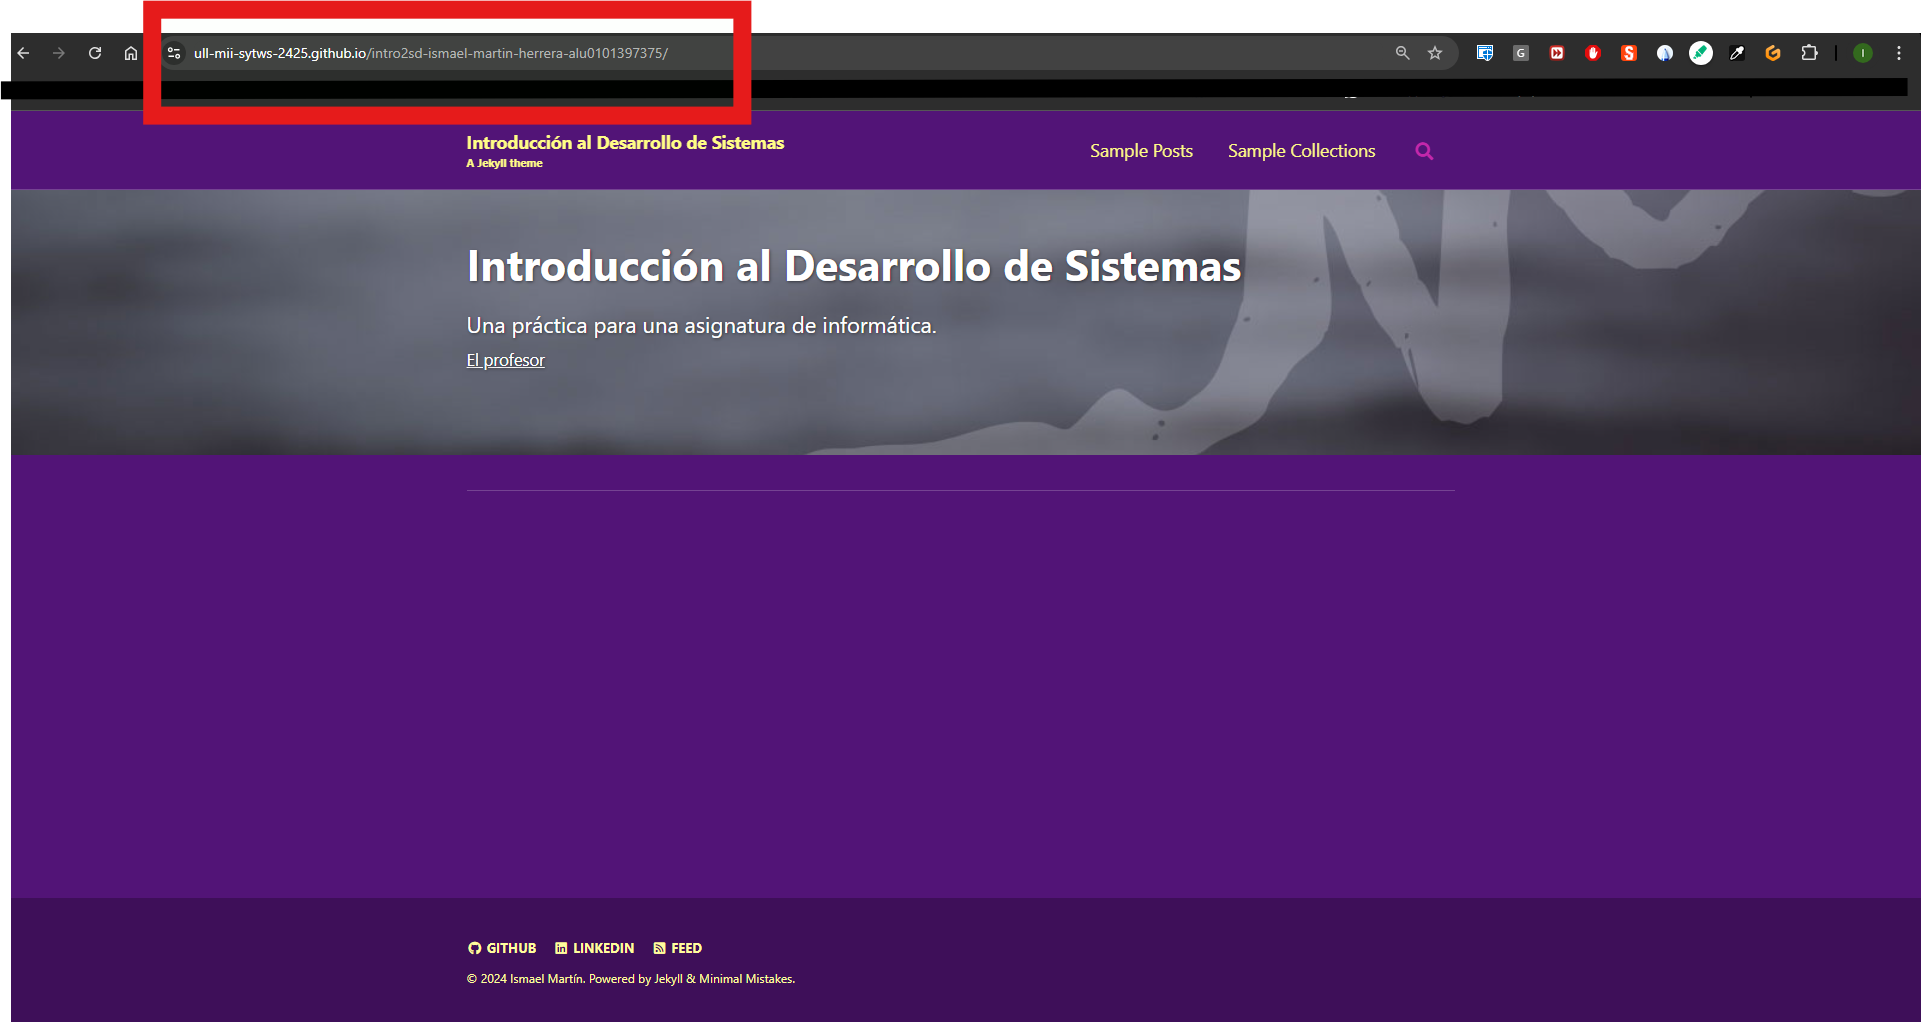 ull-mii-sytws-2425.github.io/intro2sd-ismael-martin-herrera-alu0101397375/
Introducción al Desarrollo de Sistemas
A Jekyll theme
Sample Posts Sample Collections
Introducción al Desarrollo de Sistemas
Una práctica para una asignatura de informática.
El profesor
GITHUB LINKEDIN FEED
© 2024 Ismael Martín. Powered by Jekyll & Minimal Mistakes.